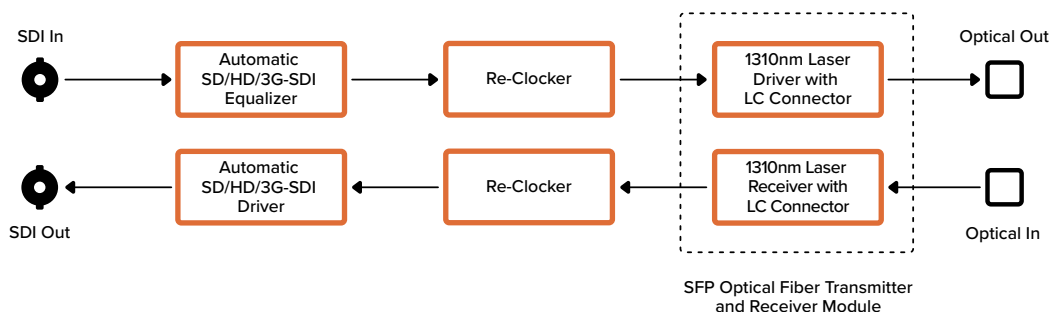 SDI In
Automatic
SD/HD/3G-SDI
Equalizer
Re-Clocker
1310nm Laser
Driver with
LC Connector
Optical Out
Automatic
SD/HD/3G-SDI
Driver
Re-Clocker
1310nm Laser
Receiver with
LC Connector
SDI Out
Optical In
SFP Optical Fiber Transmitter
and Receiver Module